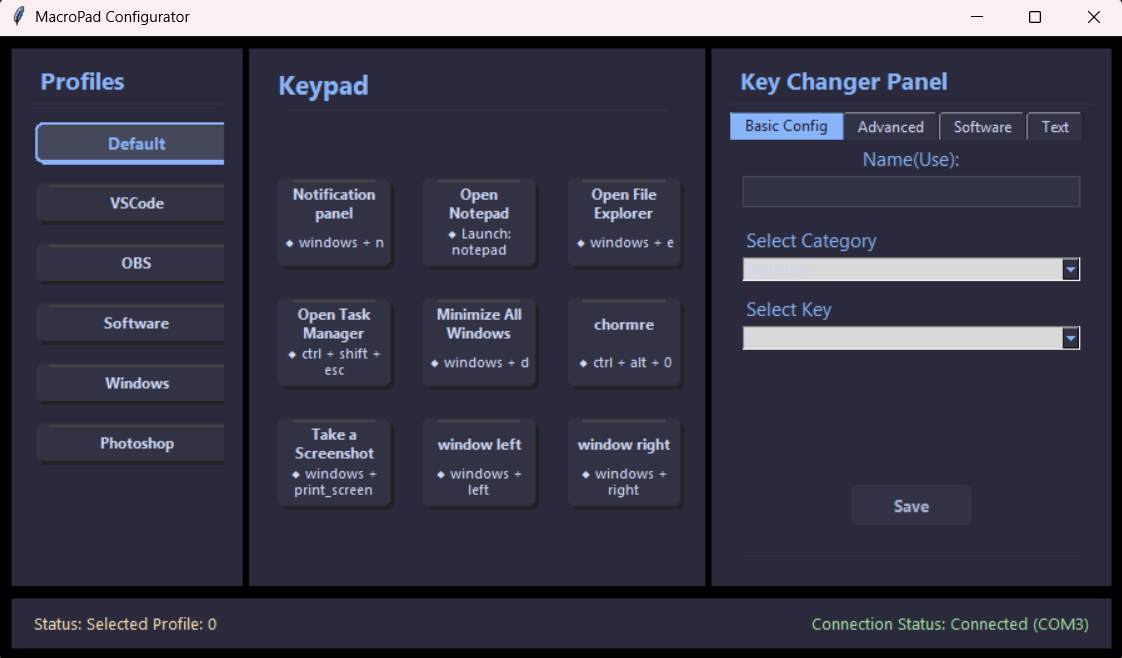 MacroPad Configurator
Profiles
Default
VSCode
OBS
Software
Windows
Photoshop
Keypad
Notification
panel
◆ windows + n
Open
Notepad
◆ Launch:
notepad
Open File
Explorer
◆ windows + e
Open Task
Manager
◆ ctrl + shift +
esc
Minimize All
Windows
◆ windows + d
chormre
◆ ctrl + alt + 0
Take a
Screenshot
◆ windows +
print_screen
window left
◆ windows +
left
window right
◆ windows +
right
Key Changer Panel
Basic Config Advanced Software Text
Name(Use):
Select Category
Select Key
Save
Status: Selected Profile: 0
Connection Status: Connected (COM3)